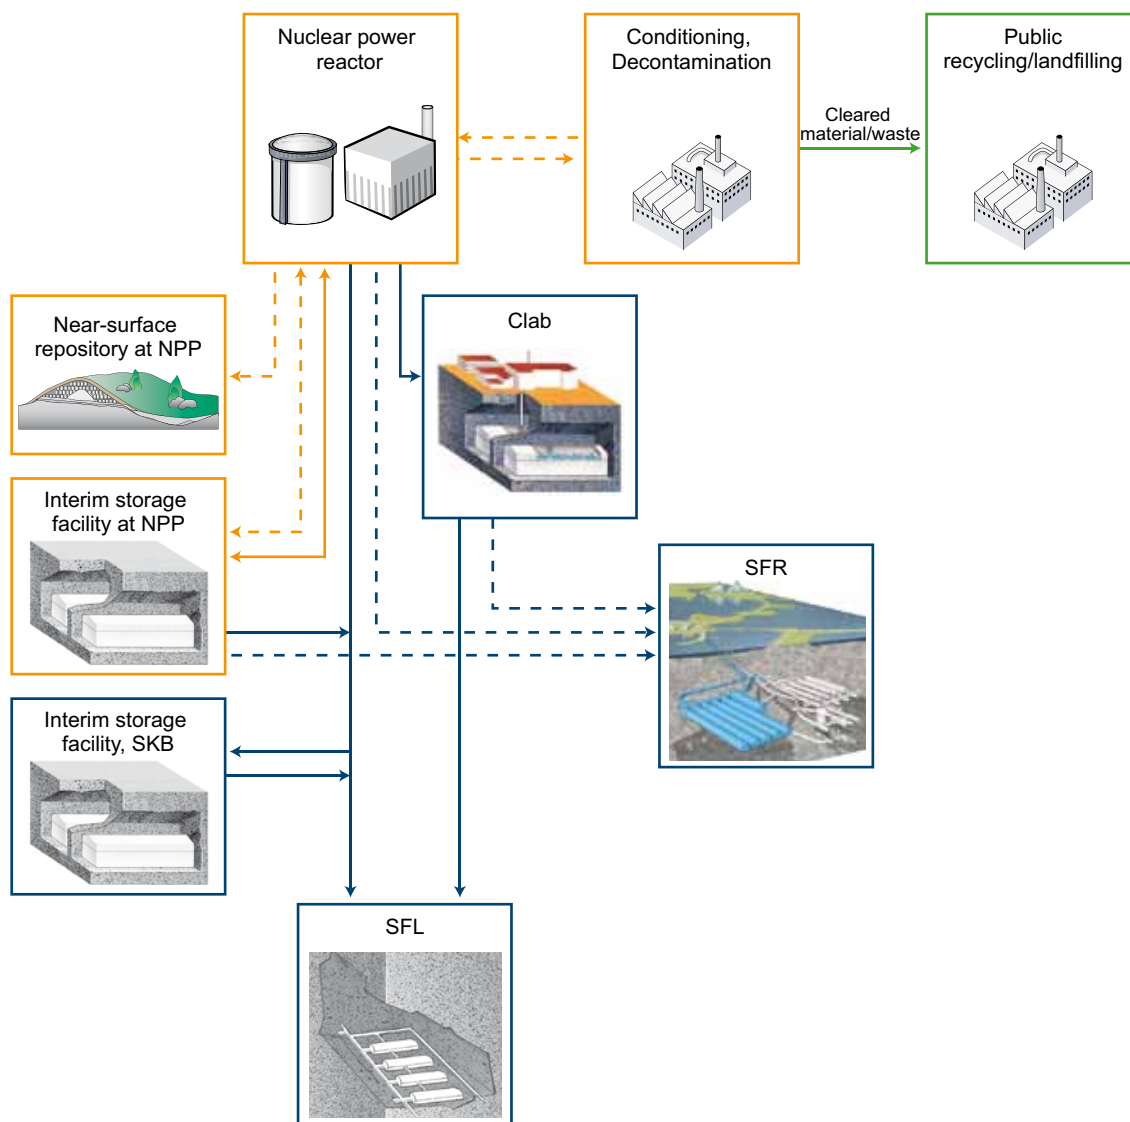 Nuclear power
reactor
Conditioning,
Decontamination
Public
recycling/landfilling
Cleared
material/waste
Near-surface
repository at NPP
Clab
Interim storage
facility at NPP
SFR
Interim storage
facility, SKB
SFL